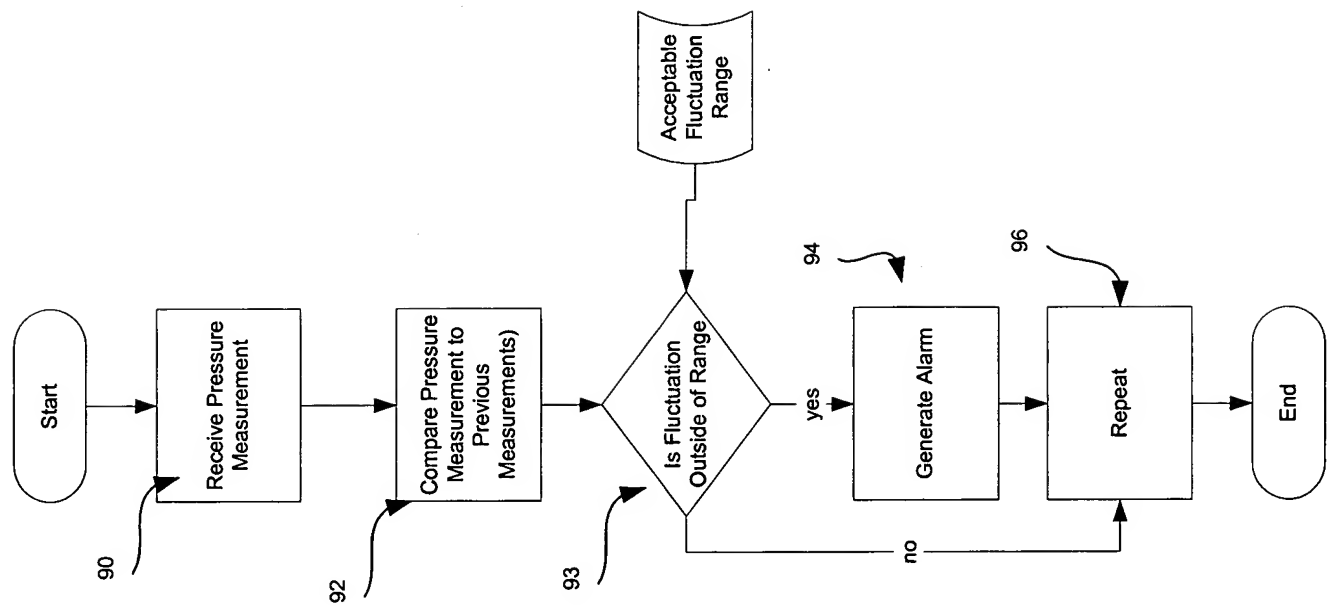 Start
90
Receive Pressure
Measurement
92
Compare Pressure
Measurement to
Previous
Measurements)
93
Is Fluctuation
Outside of Range
Acceptable
Fluctuation
Range
yes
no
94
Generate Alarm
96
Repeat
End